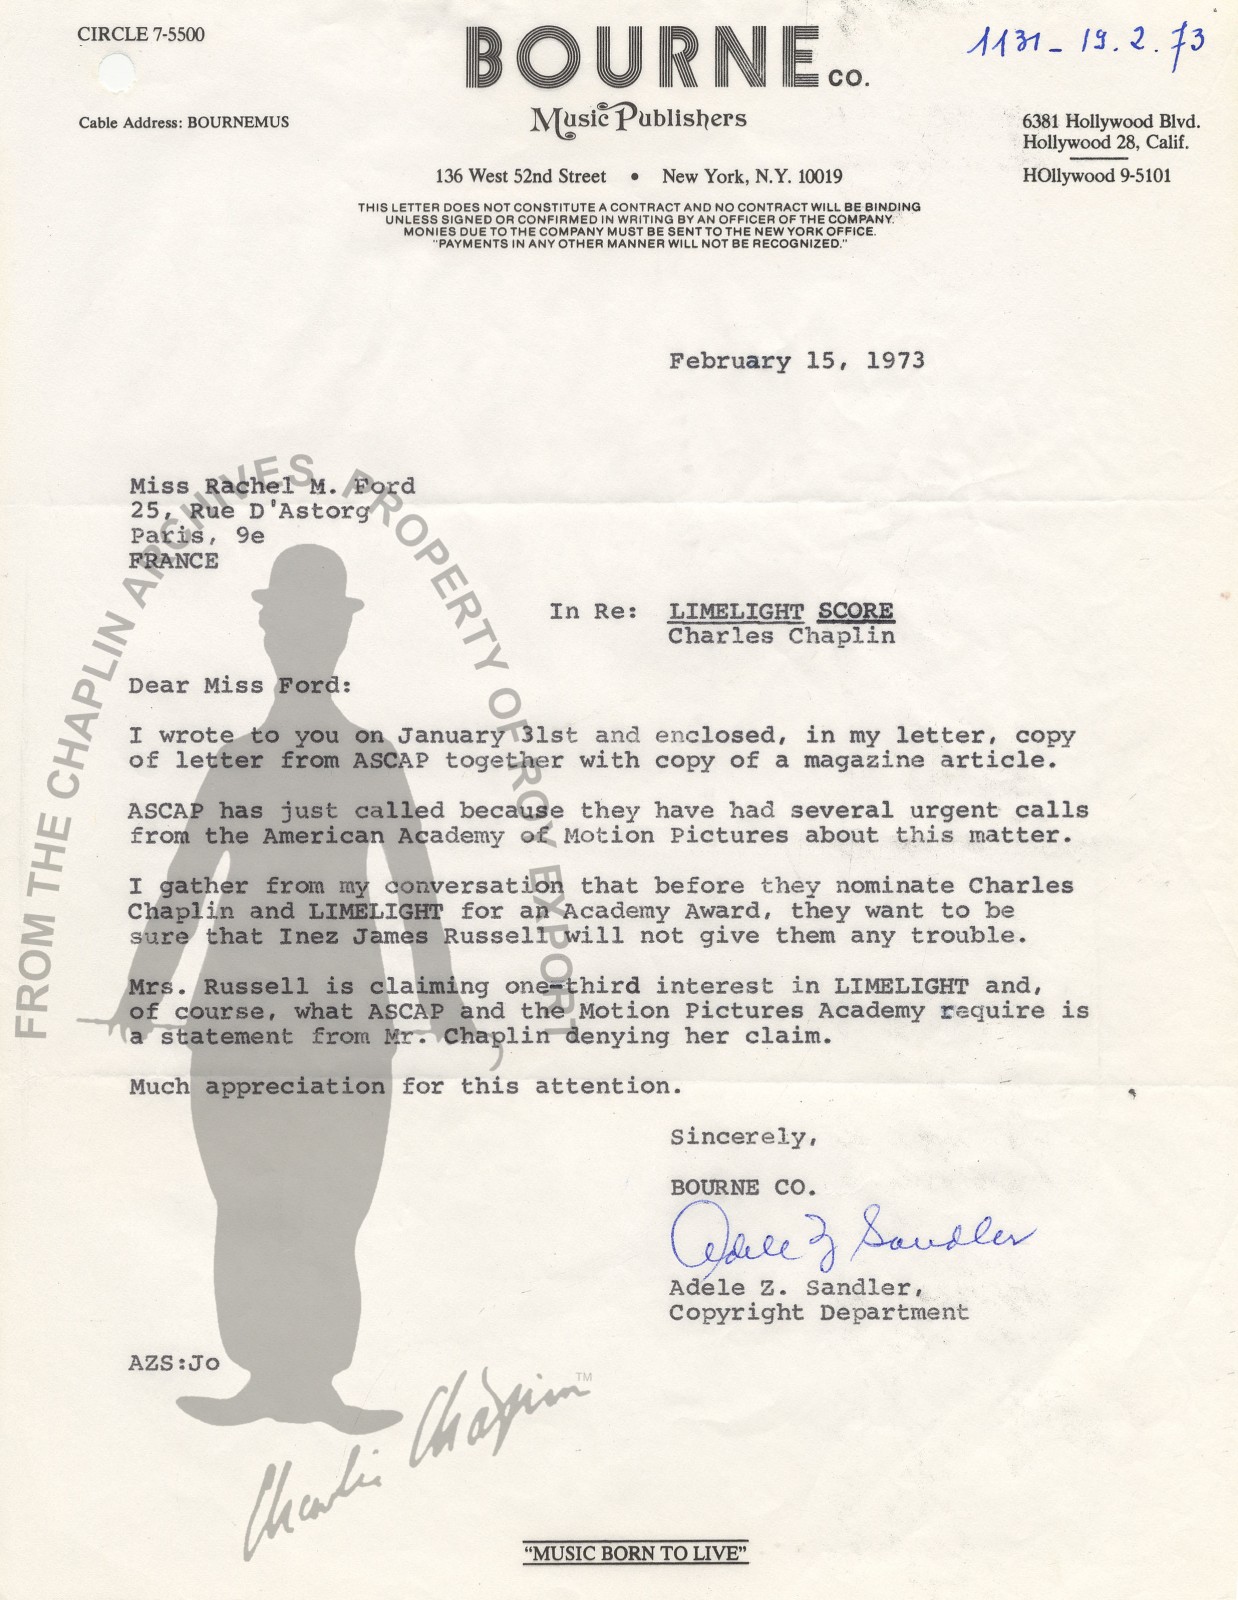 CIRCLE 7-5500
BOURNE CO.
1131 - 19. 2. 73
Music Publishers
Cable Address: BOURNEMUS
6381 Hollywood Blvd.
Hollywood 28, Calif.
HOllywood 9-5101
136 West 52nd Street • New York, N.Y. 10019
THIS LETTER DOES NOT CONSTITUTE A CONTRACT AND NO CONTRACT WILL BE BINDING
UNLESS SIGNED OR CONFIRMED IN WRITING BY AN OFFICER OF THE COMPANY.
MONIES DUE TO THE COMPANY MUST BE SENT TO THE NEW YORK OFFICE.
"PAYMENTS IN ANY OTHER MANNER WILL NOT BE RECOGNIZED."
February 15, 1973
Miss Rachel M. Ford
25, Rue D'Astorg
Paris, 9e
FRANCE
In Re: LIMELIGHT SCORE
Charles Chaplin
Dear Miss Ford:
I wrote to you on January 31st and enclosed, in my letter, copy
of letter from ASCAP together with copy of a magazine article.
ASCAP has just called because they have had several urgent calls
from the American Academy of Motion Pictures about this matter.
I gather from my conversation that before they nominate Charles
Chaplin and LIMELIGHT for an Academy Award, they want to be
sure that Inez James Russell will not give them any trouble.
Mrs. Russell is claiming one-third interest in LIMELIGHT and,
of course, what ASCAP and the Motion Pictures Academy require is
a statement from Mr. Chaplin denying her claim.
Much appreciation for this attention.
Sincerely,
BOURNE CO.
Adele Z Sandler
Adele Z. Sandler,
Copyright Department
AZS:Jo
FROM THE CHAPLIN ARCHIVES PROPERTY OF ROY EXPORT
Charlie Chaplin TM
"MUSIC BORN TO LIVE"